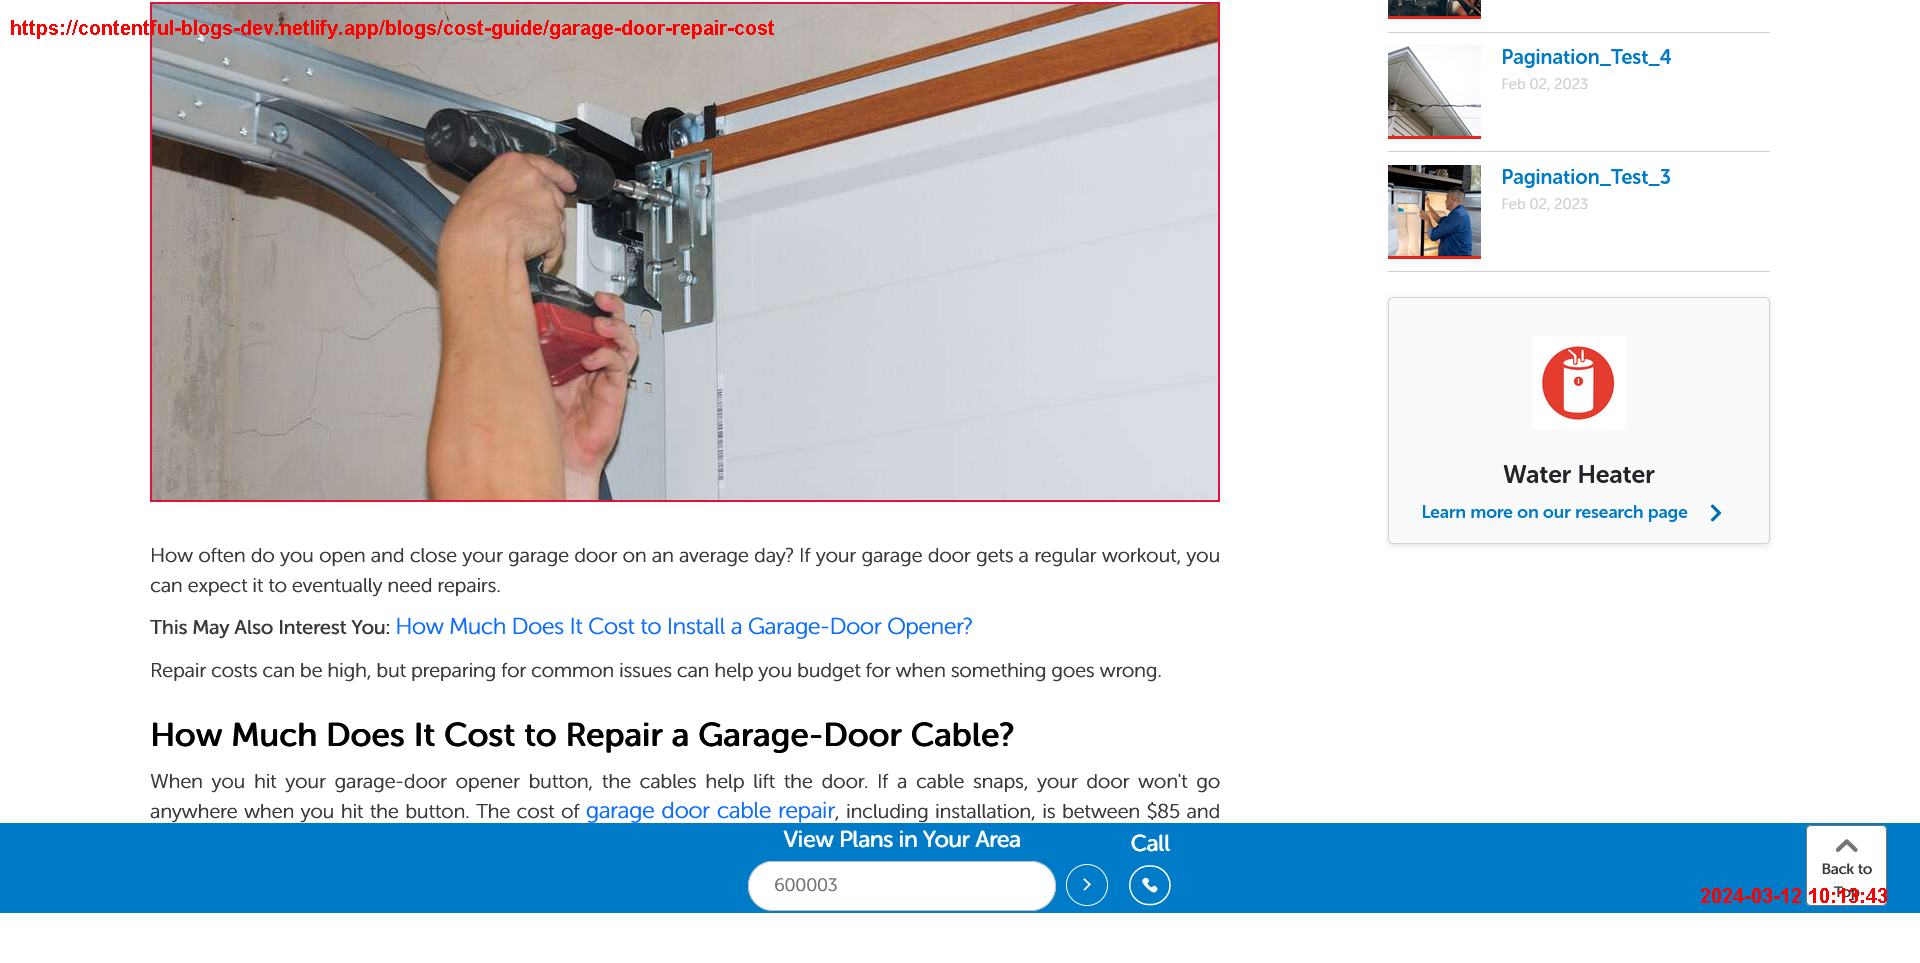 https://contentful-blogs-dev.netlify.app/blogs/cost-guide/garage-door-repair-cost
Pagination_Test_4
Feb 02, 2023
Pagination_Test_3
Feb 02, 2023
Water Heater
Learn more on our research page
How often do you open and close your garage door on an average day? If your garage door gets a regular workout, you
can expect it to eventually need repairs.
This May Also Interest You: How Much Does It Cost to Install a Garage-Door Opener?
Repair costs can be high, but preparing for common issues can help you budget for when something goes wrong.
How Much Does It Cost to Repair a Garage-Door Cable?
When you hit your garage-door opener button, the cables help lift the door. If a cable snaps, your door won't go
anywhere when you hit the button. The cost of garage door cable repair, including installation, is between $85 and
View Plans in Your Area
600003
Call
Back to
Top
2024-03-12 10:13:43